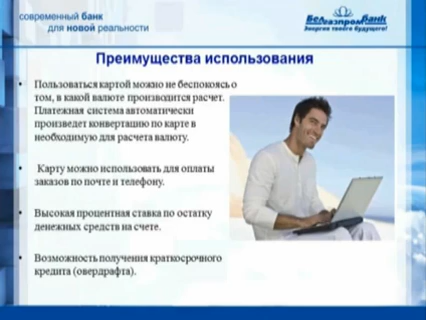 современный банк
для новой реальности
Белгазпромбанк
Энергия твоего будущего!
Преимущества использования
• Пользоваться картой можно не беспокоясь о
том, в какой валюте производится расчет.
Платежная система автоматически
произведет конвертацию по карте в
необходимую для расчета валюту.
• Карту можно использовать для оплаты
заказов по почте и телефону.
• Высокая процентная ставка по остатку
денежных средств на счете.
• Возможность получения краткосрочного
кредита (овердрафта).